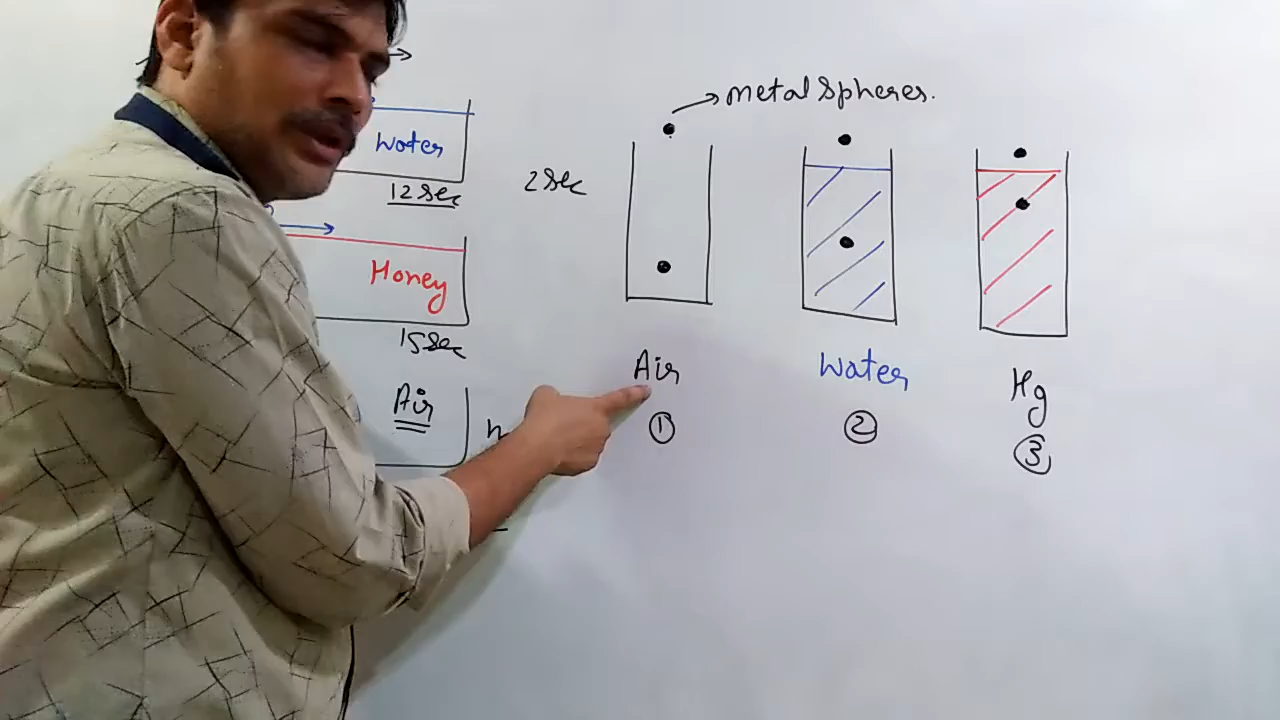 Water
12 sec
Honey
15 sec
Air
2 sec
metal spheres.
Air
①
Water
②
Hg
③